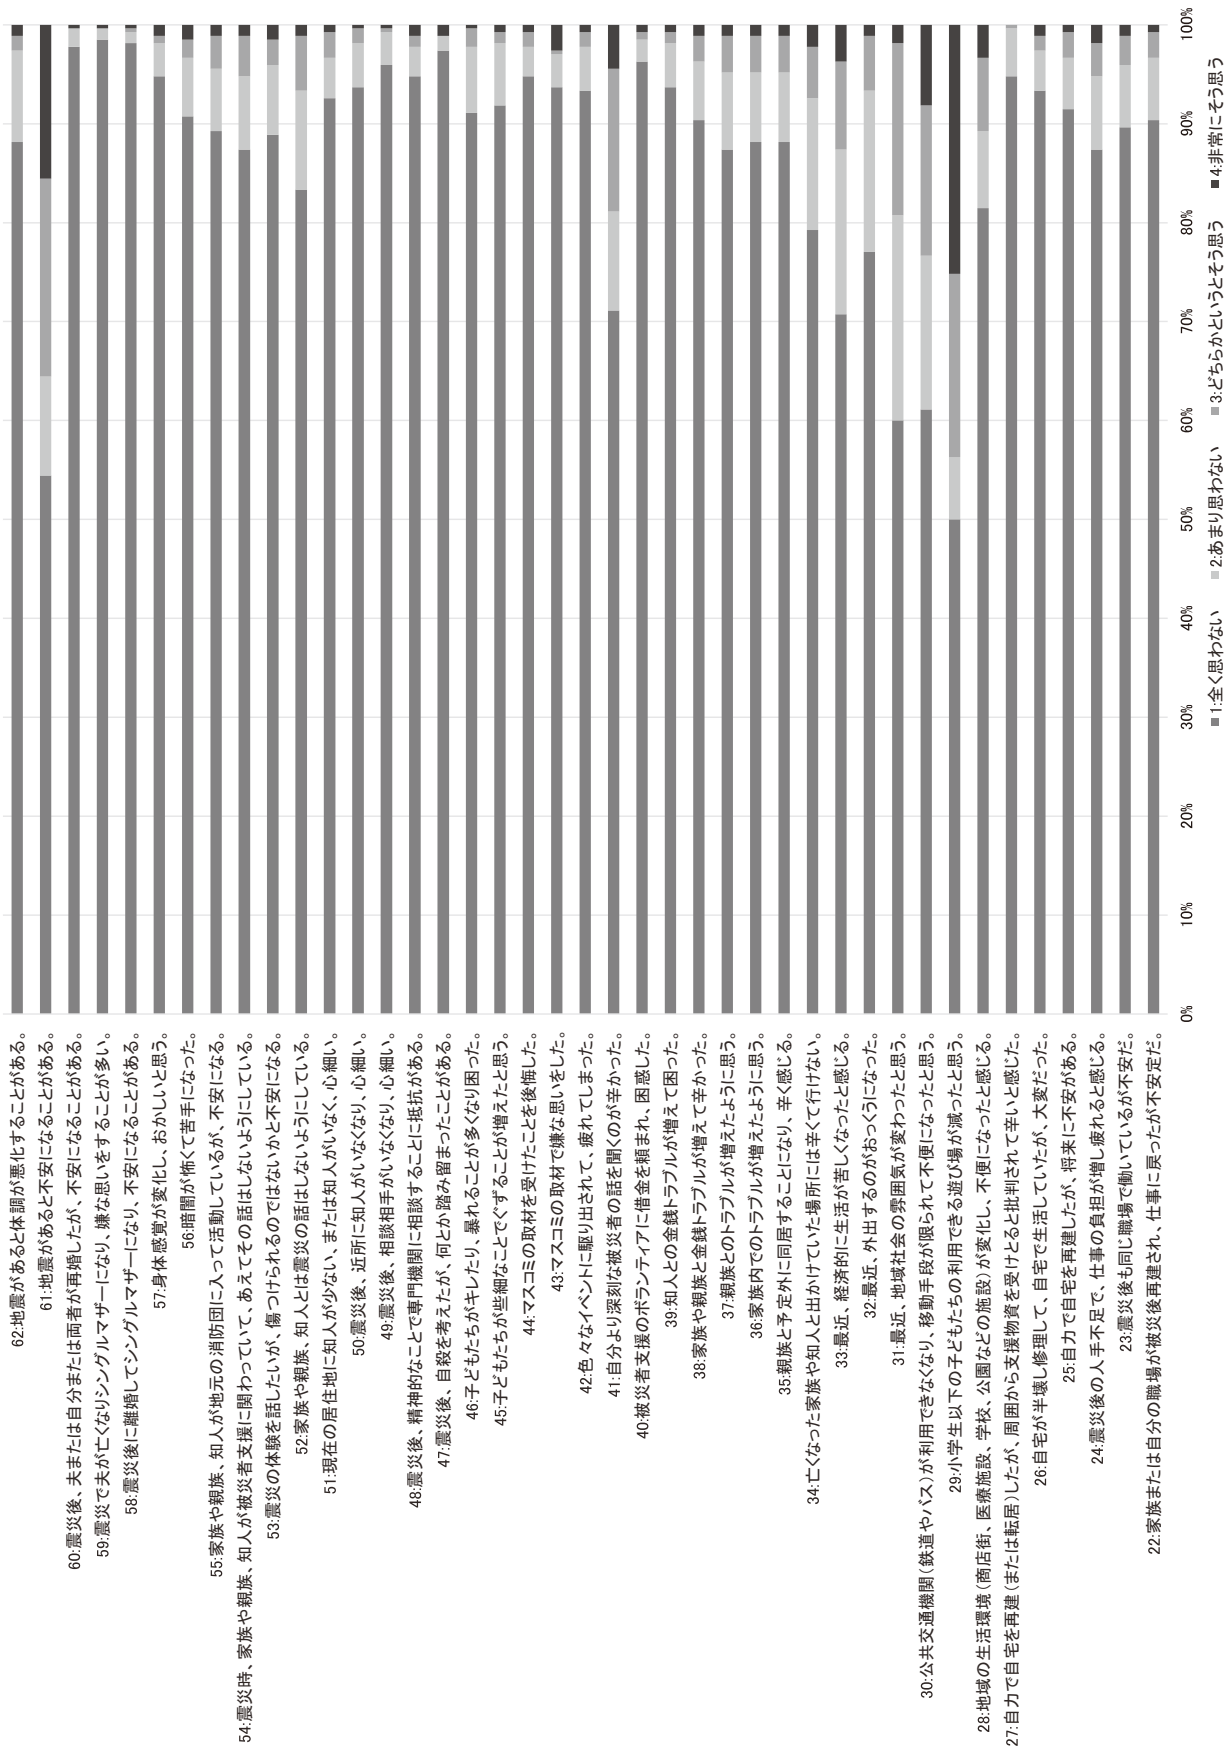 62:地震があると体調が悪化することがある。
61:地震があると不安になることがある。
60:震災後、夫または自分または両者が再婚したが、不安になることがある。
59:震災で夫が亡くなりシングルマザーになり、嫌な思いをすることが多い。
58:震災後に離婚してシングルマザーになり、不安になることがある。
57:身体感覚が変化し、おかしいと思う。
56:暗闇が怖くて苦手になった。
55:家族や親族、知人が地元の消防団に入って活動しているが、不安になる。
54:震災時、家族や親族、知人が被災者支援に関わっていて、あえてその話はしないようにしている。
53:震災の体験を話したいが、傷つけられるのではないかと不安になる。
52:家族や親族、知人とは震災の話はしないようにしている。
51:現在の居住地に知人が少ない、または知人がいなく、心細い。
50:震災後、近所に知人がいなくなり、心細い。
49:震災後、相談相手がいなくなり、心細い。
48:震災後、精神的なことで専門機関に相談することに抵抗がある。
47:震災後、自殺を考えたが、何とか踏み留まったことがある。
46:子どもたちがキレたり、暴れることが多くなり困った。
45:子どもたちが些細なことでぐずることが増えたと思う。
44:マスコミの取材を受けたことを後悔した。
43:マスコミの取材で嫌な思いをした。
42:色々なイベントに駆り出されて、疲れてしまった。
41:自分より深刻な被災者の話を聞くのが辛かった。
40:被災者支援のボランティアに借金を頼まれ、困惑した。
39:知人との金銭トラブルが増えて困った。
38:家族や親族と金銭トラブルが増えて辛かった。
37:親族とのトラブルが増えたように思う。
36:家族内でのトラブルが増えたように思う。
35:親族と予定外に同居することになり、辛く感じる。
34:亡くなった家族や知人と出かけていた場所には辛くて行けない。
33:最近、経済的に生活が苦しくなったと感じる。
32:最近、外出するのがおっくうになった。
31:最近、地域社会の雰囲気が変わったと思う。
30:公共交通機関（鉄道やバス）が利用できなくなり、移動手段が限られて不便になったと思う。
29:小学生以下の子どもたちの利用できる遊び場が減ったと思う。
28:地域の生活環境（商店街、医療施設、学校、公園などの施設）が変化し、不便になったと感じる。
27:自力で自宅を再建（または転居）したが、周囲から支援物資を受けとると批判されて辛いと感じた。
26:自宅が半壊し修理して、自宅で生活していたが、大変だった。
25:自力で自宅を再建したが、将来に不安がある。
24:震災後の人手不足で、仕事の負担が増し疲れると感じる。
23:震災後も同じ職場で働いているが不安だ。
22:家族または自分の職場が被災後再建され、仕事に戻ったが不安定だ。
0%
10%
20%
30%
40%
50%
60%
70%
80%
90%
100%
1:全く思わない
2:あまり思わない
3:どちらかというとそう思う
4:非常にそう思う